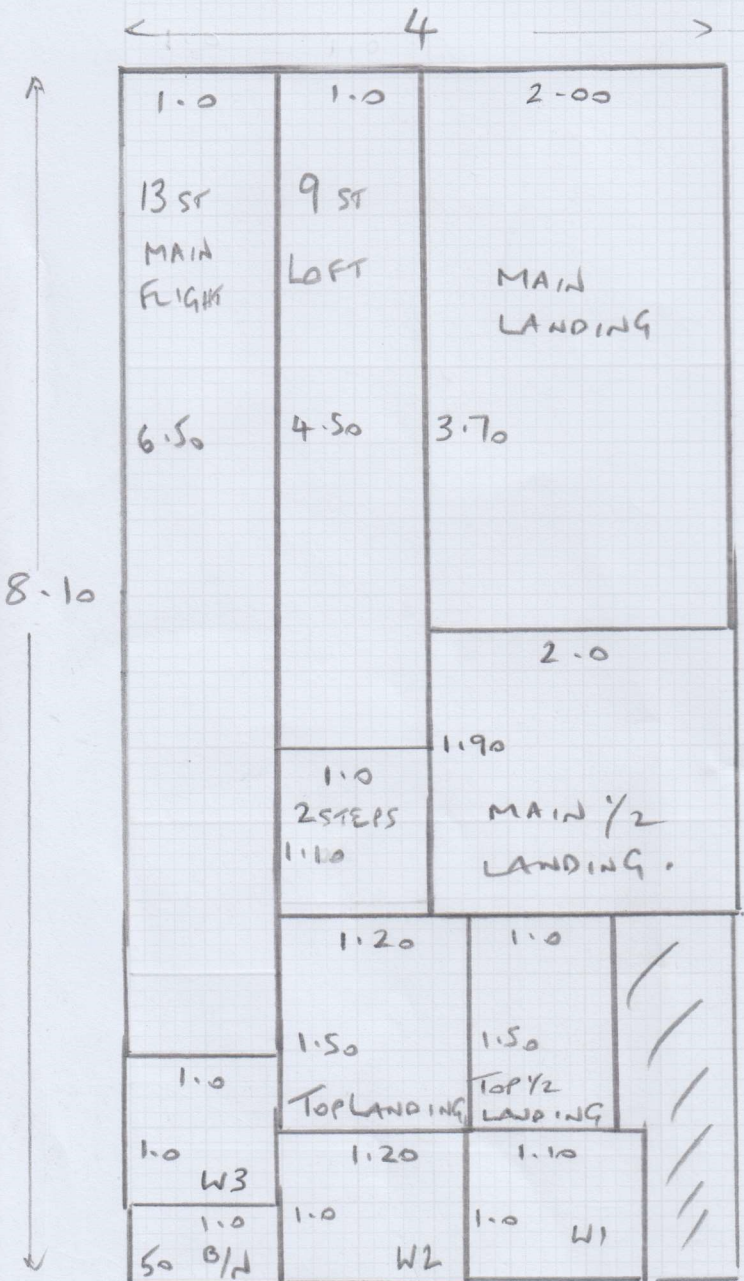 4
8.10
1.0
13 ST
MAIN
FLIGHT
6.50
1.0
9 ST
LOFT
4.50
2.00
MAIN
LANDING
3.70
2.0
1.90
MAIN 1/2
LANDING.
1.0
2 STEPS
1.10
1.20
1.50
TOP LANDING
1.0
1.50
TOP 1/2
LANDING
1.0
1.0
W3
1.20
1.0
W2
1.10
1.0
W1
1.0
50 B/N